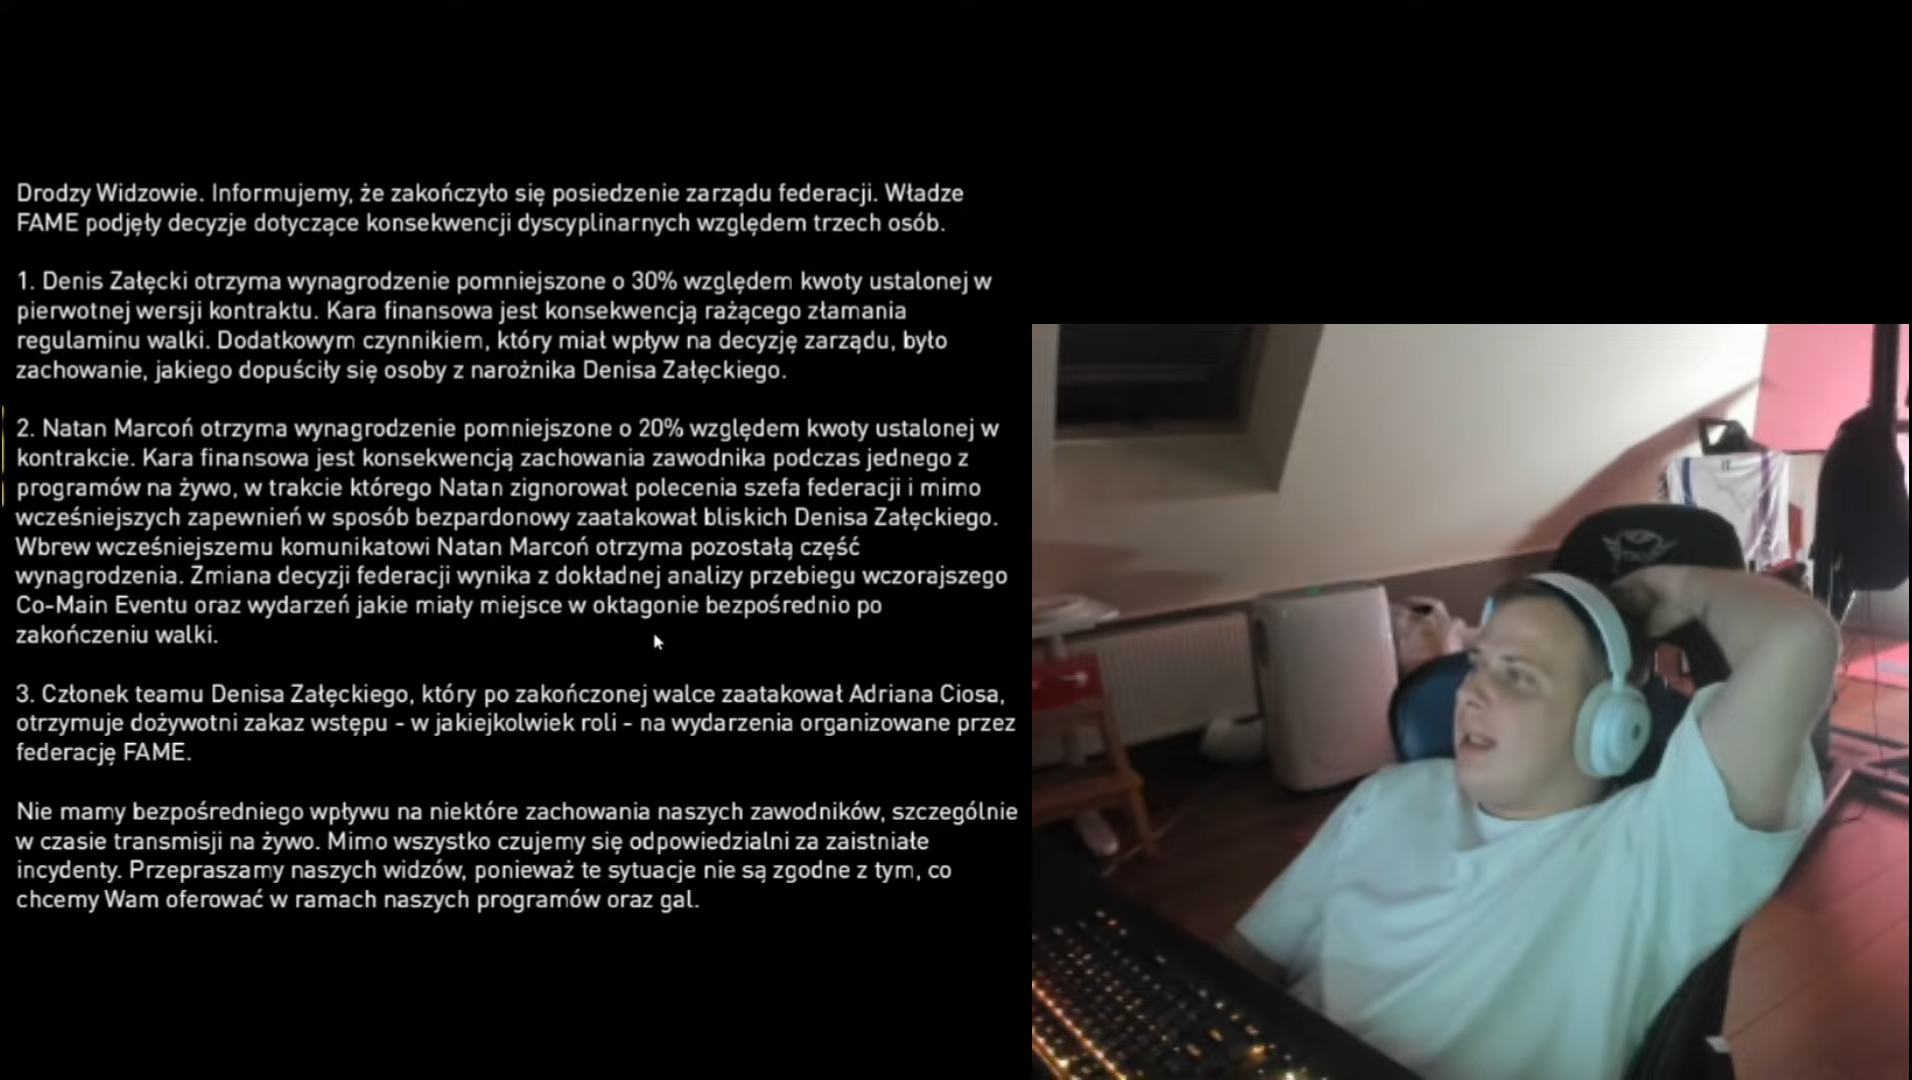 Drodzy Widzowie. Informujemy, że zakończyło się posiedzenie zarządu federacji. Władze
FAME podjęły decyzje dotyczące konsekwencji dyscyplinarnych względem trzech osób.
1. Denis Załęcki otrzyma wynagrodzenie pomniejszone o 30% względem kwoty ustalonej w
pierwotnej wersji kontraktu. Kara finansowa jest konsekwencją rażącego złamania
regulaminu walki. Dodatkowym czynnikiem, który miał wpływ na decyzję zarządu, było
zachowanie, jakiego dopuściły się osoby z narożnika Denisa Załęckiego.
2. Natan Marcoń otrzyma wynagrodzenie pomniejszone o 20% względem kwoty ustalonej w
kontrakcie. Kara finansowa jest konsekwencją zachowania zawodnika podczas jednego z
programów na żywo, w trakcie którego Natan zignorował polecenia szefa federacji i mimo
wcześniejszych zapewnień w sposób bezpardonowy zaatakował bliskich Denisa Załęckiego.
Wbrew wcześniejszemu komunikatowi Natan Marcoń otrzyma pozostałą część
wynagrodzenia. Zmiana decyzji federacji wynika z dokładnej analizy przebiegu wczorajszego
Co-Main Eventu oraz wydarzeń jakie miały miejsce w oktagonie bezpośrednio po
zakończeniu walki.
3. Członek teamu Denisa Załęckiego, który po zakończonej walce zaatakował Adriana Ciosa,
otrzymuje dożywotni zakaz wstępu - w jakiejkolwiek roli - na wydarzenia organizowane przez
federację FAME.
Nie mamy bezpośredniego wpływu na niektóre zachowania naszych zawodników, szczególnie
w czasie transmisji na żywo. Mimo wszystko czujemy się odpowiedzialni za zaistniałe
incydenty. Przepraszamy naszych widzów, ponieważ te sytuacje nie są zgodne z tym, co
chcemy Wam oferować w ramach naszych programów oraz gal.